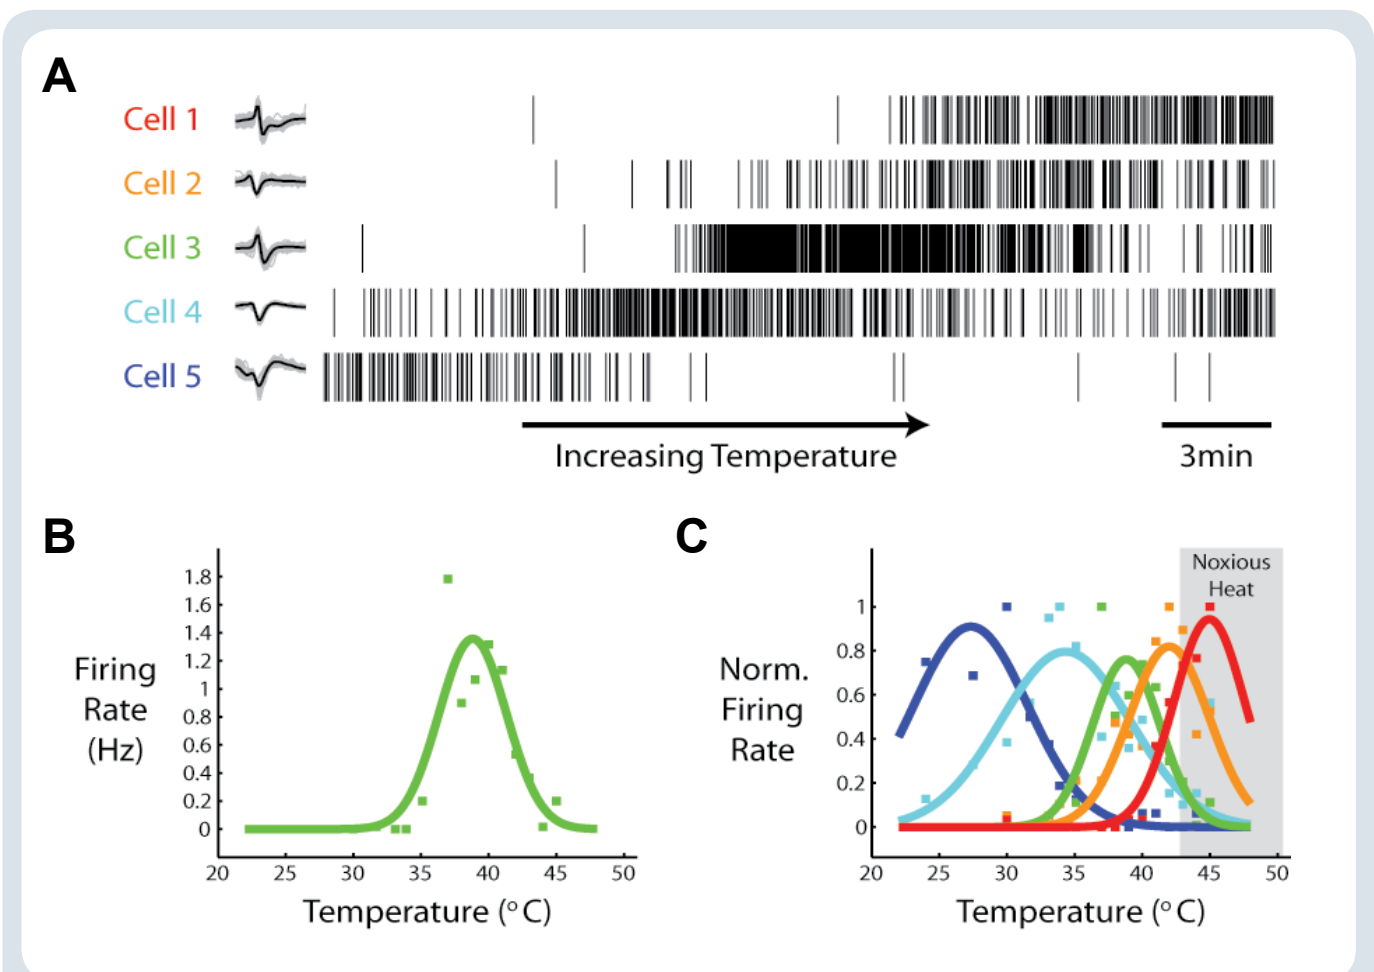 A
Cell 1
Cell 2
Cell 3
Cell 4
Cell 5
Increasing Temperature
3min
B
Firing
Rate
(Hz)
1.8
1.6
1.4
1.2
1
0.8
0.6
0.4
0.2
0
20 25 30 35 40 45 50
Temperature (°C)
C
Noxious
Heat
Norm.
Firing
Rate
1
0.8
0.6
0.4
0.2
0
20 25 30 35 40 45 50
Temperature (°C)